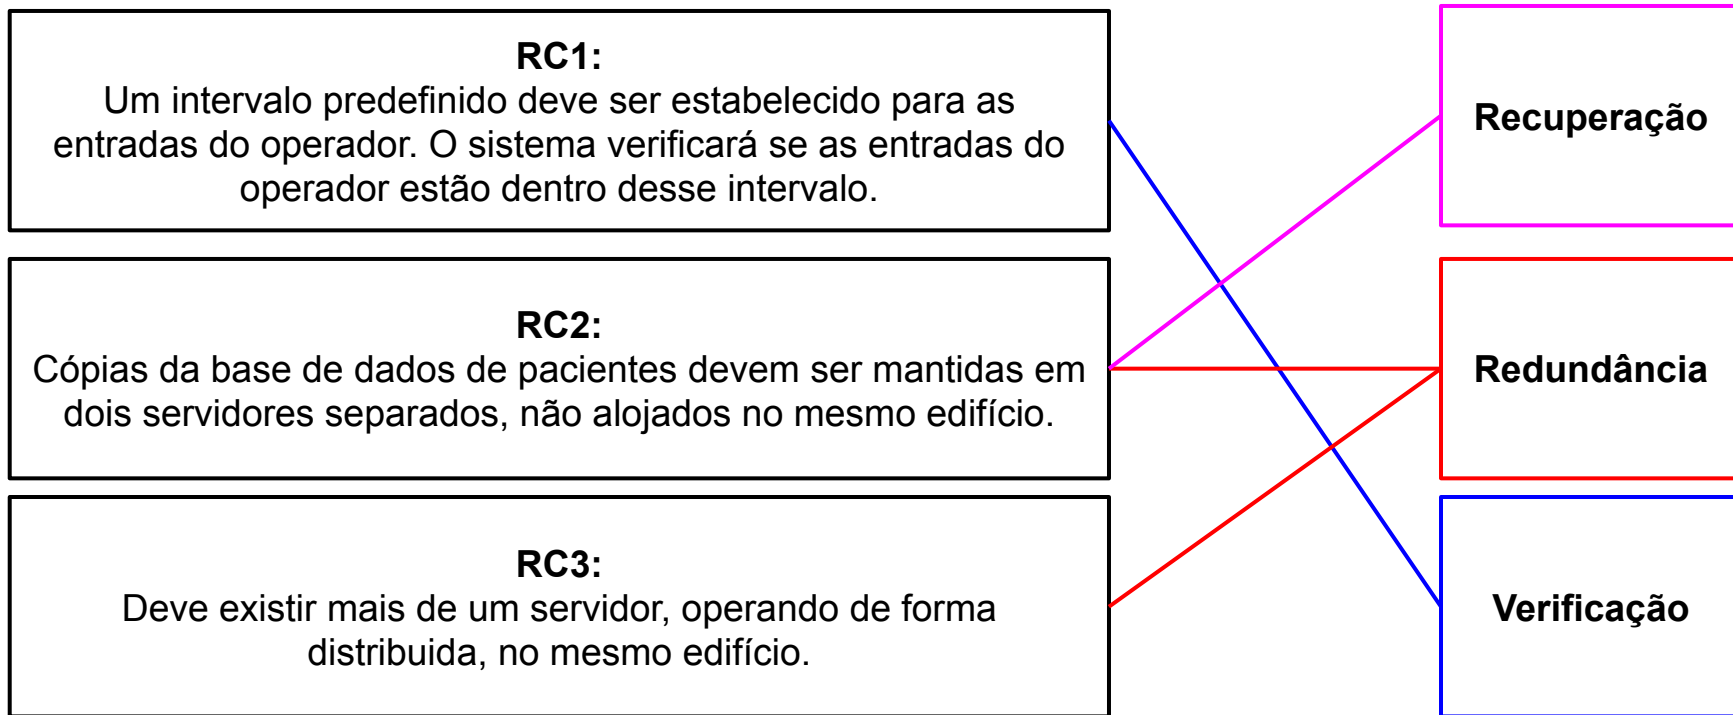 RC1:
Um intervalo predefinido deve ser estabelecido para as
entradas do operador. O sistema verificará se as entradas do
operador estão dentro desse intervalo.
Recuperação
RC2:
Cópias da base de dados de pacientes devem ser mantidas em
dois servidores separados, não alojados no mesmo edifício.
Redundância
RC3:
Deve existir mais de um servidor, operando de forma
distribuida, no mesmo edifício.
Verificação